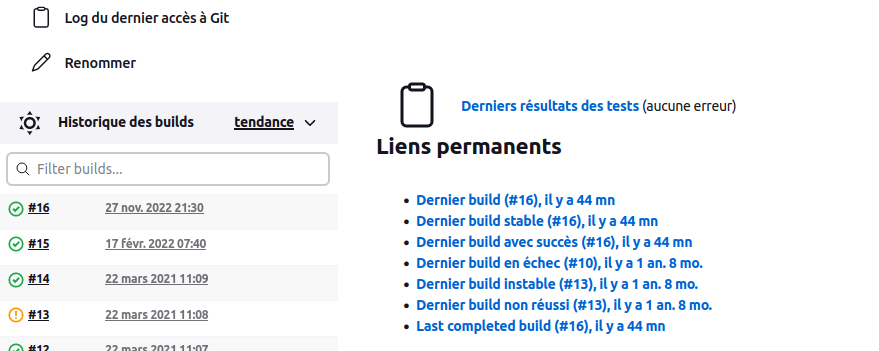 Log du dernier accès à Git
Renommer
Historique des builds tendance
Filter builds...
#16 27 nov. 2022 21:30
#15 17 févr. 2022 07:40
#14 22 mars 2021 11:09
#13 22 mars 2021 11:08
#12 22 mars 2021 11:07
Derniers résultats des tests (aucune erreur)
Liens permanents
Dernier build (#16), il y a 44 mn
Dernier build stable (#16), il y a 44 mn
Dernier build avec succès (#16), il y a 44 mn
Dernier build en échec (#10), il y a 1 an. 8 mo.
Dernier build instable (#13), il y a 1 an. 8 mo.
Dernier build non réussi (#13), il y a 1 an. 8 mo.
Last completed build (#16), il y a 44 mn